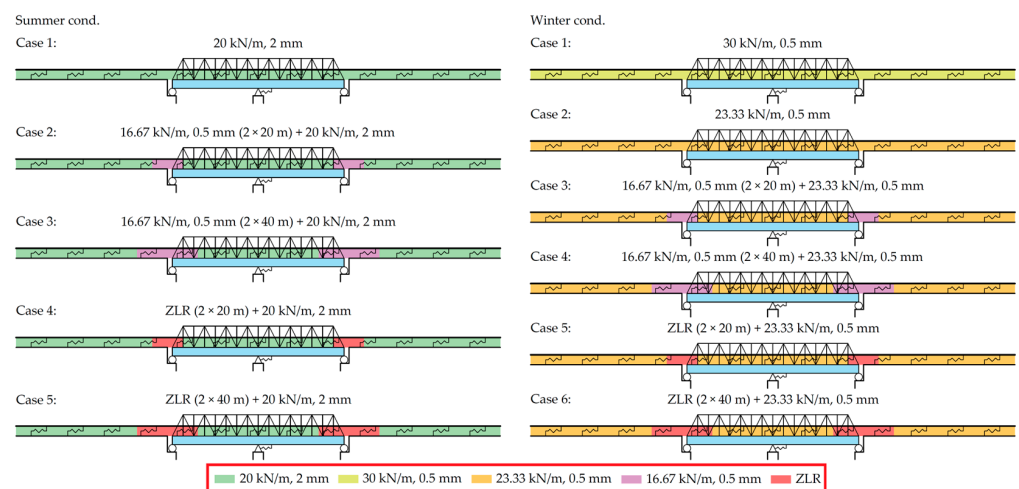 Summer cond.
Case 1:
20 kN/m, 2 mm
Case 2:
16.67 kN/m, 0.5 mm (2 × 20 m) + 20 kN/m, 2 mm
Case 3:
16.67 kN/m, 0.5 mm (2 × 40 m) + 20 kN/m, 2 mm
Case 4:
ZLR (2 × 20 m) + 20 kN/m, 2 mm
Case 5:
ZLR (2 × 40 m) + 20 kN/m, 2 mm
Winter cond.
Case 1:
30 kN/m, 0.5 mm
Case 2:
23.33 kN/m, 0.5 mm
Case 3:
16.67 kN/m, 0.5 mm (2 × 20 m) + 23.33 kN/m, 0.5 mm
Case 4:
16.67 kN/m, 0.5 mm (2 × 40 m) + 23.33 kN/m, 0.5 mm
Case 5:
ZLR (2 × 20 m) + 23.33 kN/m, 0.5 mm
Case 6:
ZLR (2 × 40 m) + 23.33 kN/m, 0.5 mm
20 kN/m, 2 mm 30 kN/m, 0.5 mm 23.33 kN/m, 0.5 mm 16.67 kN/m, 0.5 mm ZLR